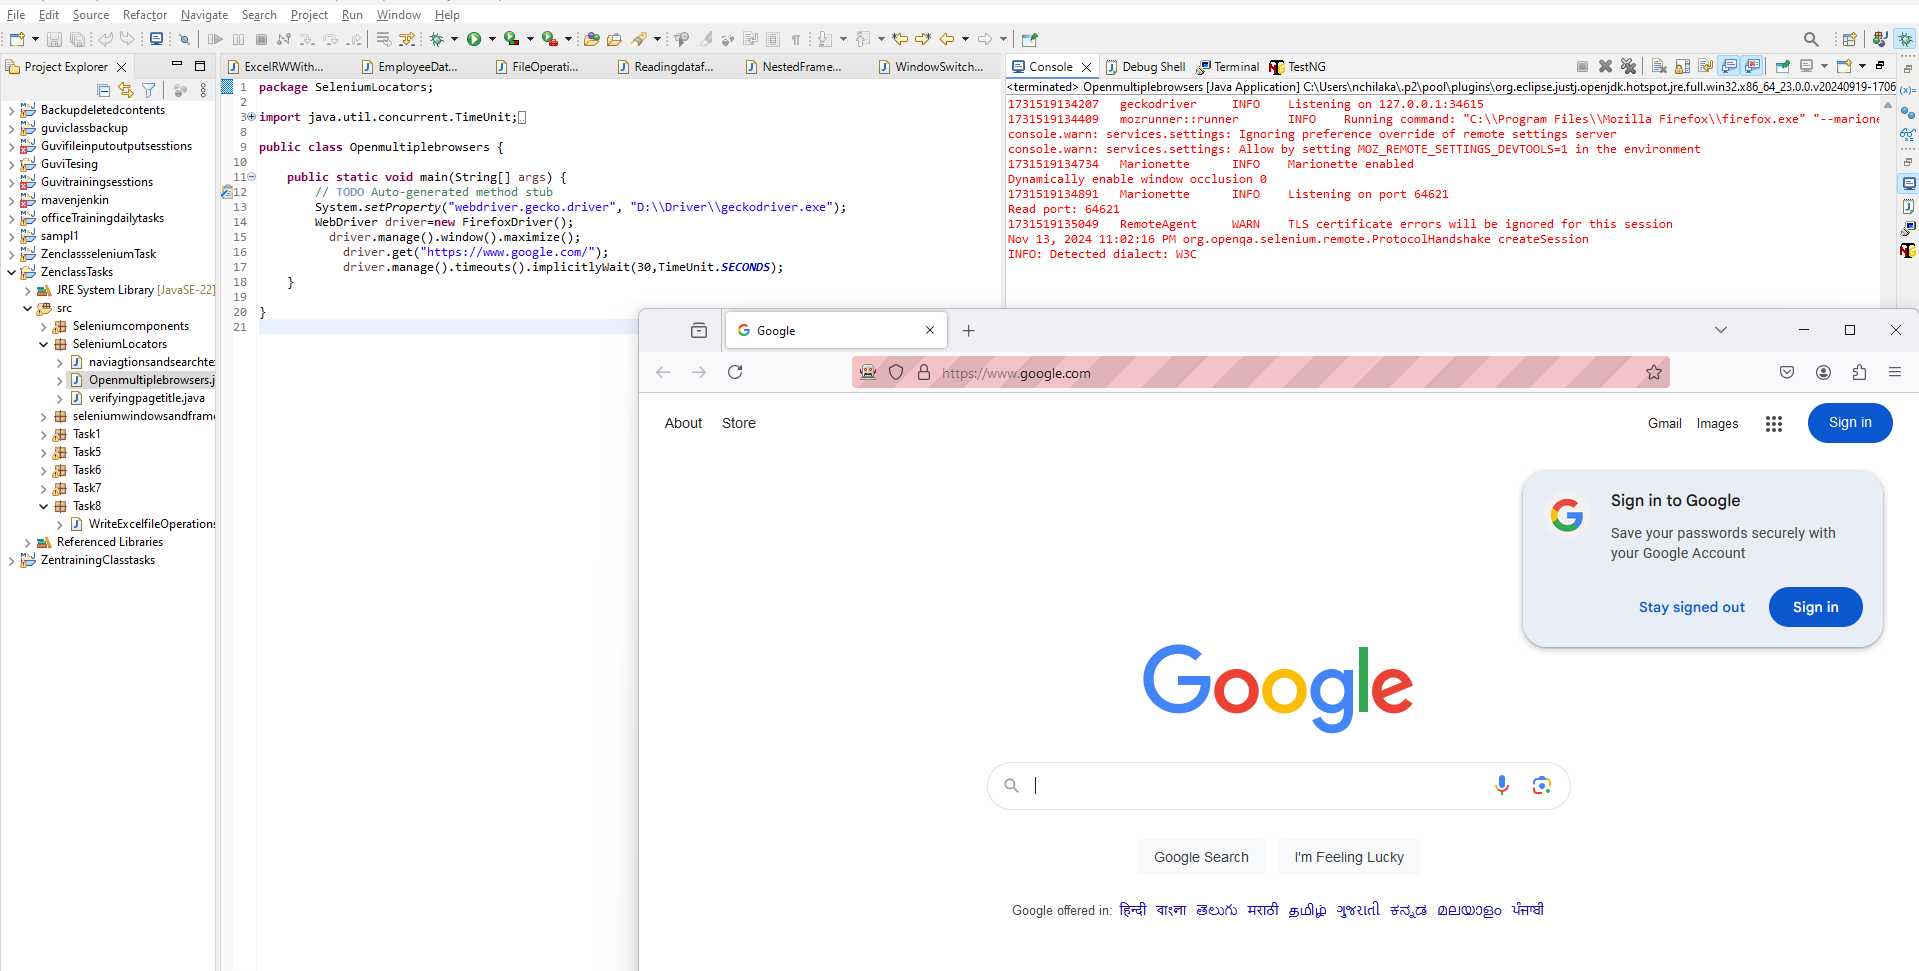 File Edit Source Refactor Navigate Search Project Run Window Help
Project Explorer
Backupdeletedcontents
guviclassbackup
Guvifileinputoutputsesstions
GuviTesing
Guvitrainingsesstions
mavenjenkin
officeTrainingdailytasks
sampl1
ZenclassseleniumTask
ZenclassTasks
JRE System Library [JavaSE-22]
src
Seleniumcomponents
SeleniumLocators
naviagtionsandsearchte
Openmultiplebrowsers.j
verifyingpagetitle.java
seleniumwindowsandframe
Task1
Task5
Task6
Task7
Task8
WriteExcelfileOperations
Referenced Libraries
ZentrainingClasstasks
ExcelRWWith... EmployeeDat... FileOperati... Readingdataf... NestedFrame... WindowSwitch...
1 package SeleniumLocators;
2
3 import java.util.concurrent.TimeUnit;
8
9 public class Openmultiplebrowsers {
10
11 public static void main(String[] args) {
12 // TODO Auto-generated method stub
13 System.setProperty("webdriver.gecko.driver", "D:\\Driver\\geckodriver.exe");
14 WebDriver driver=new FirefoxDriver();
15 driver.manage().window().maximize();
16 driver.get("https://www.google.com/");
17 driver.manage().timeouts().implicitlyWait(30,TimeUnit.SECONDS);
18 }
19
20 }
21
Console Debug Shell Terminal TestNG
<terminated> Openmultiplebrowsers [Java Application] C:\Users\nchilaka\.p2\pool\plugins\org.eclipse.justj.openjdk.hotspot.jre.full.win32.x86_64_23.0.0.v20240919-1706
1731519134207 geckodriver INFO Listening on 127.0.0.1:34615
1731519134409 mozrunner::runner INFO Running command: "C:\\Program Files\\Mozilla Firefox\\firefox.exe" "--marione
console.warn: services.settings: Ignoring preference override of remote settings server
console.warn: services.settings: Allow by setting MOZ_REMOTE_SETTINGS_DEVTOOLS=1 in the environment
1731519134734 Marionette INFO Marionette enabled
Dynamically enable window occlusion 0
1731519134891 Marionette INFO Listening on port 64621
Read port: 64621
1731519135049 RemoteAgent WARN TLS certificate errors will be ignored for this session
Nov 13, 2024 11:02:16 PM org.openqa.selenium.remote.ProtocolHandshake createSession
INFO: Detected dialect: W3C
Google
https://www.google.com
About Store
Gmail Images Sign in
Sign in to Google
Save your passwords securely with
your Google Account
Stay signed out Sign in
Google
Google Search I'm Feeling Lucky
Google offered in: हिन्दी বাংলা తెలుగు मराठी தமிழ் ગુજરાતી ಕನ್ನಡ മലയാളം ਪੰਜਾਬੀ